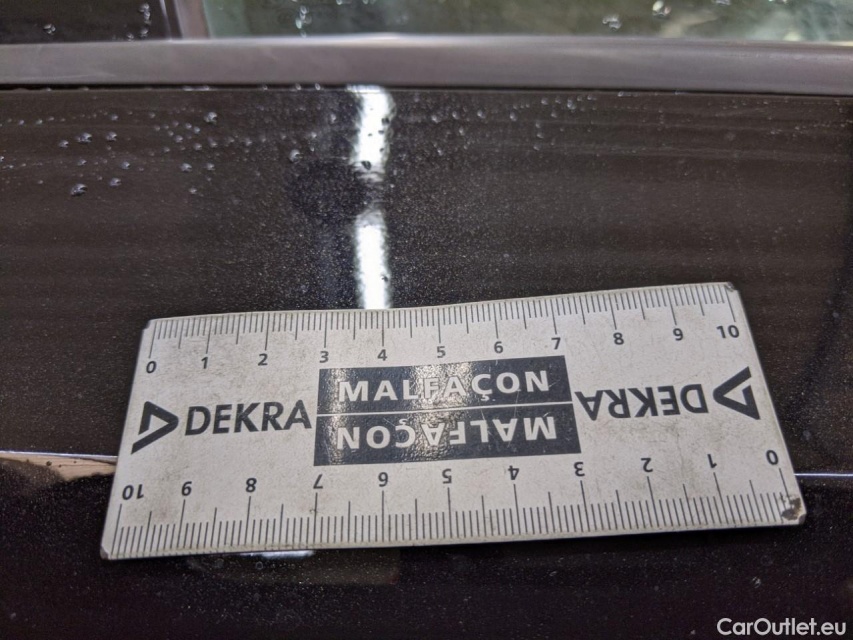 0 1 2 3 4 5 6 7 8 9 10
DEKRA MALFAÇON DEKRA
MALFAÇON
10 9 8 7 6 5 4 3 2 1 0
CarOutlet.eu